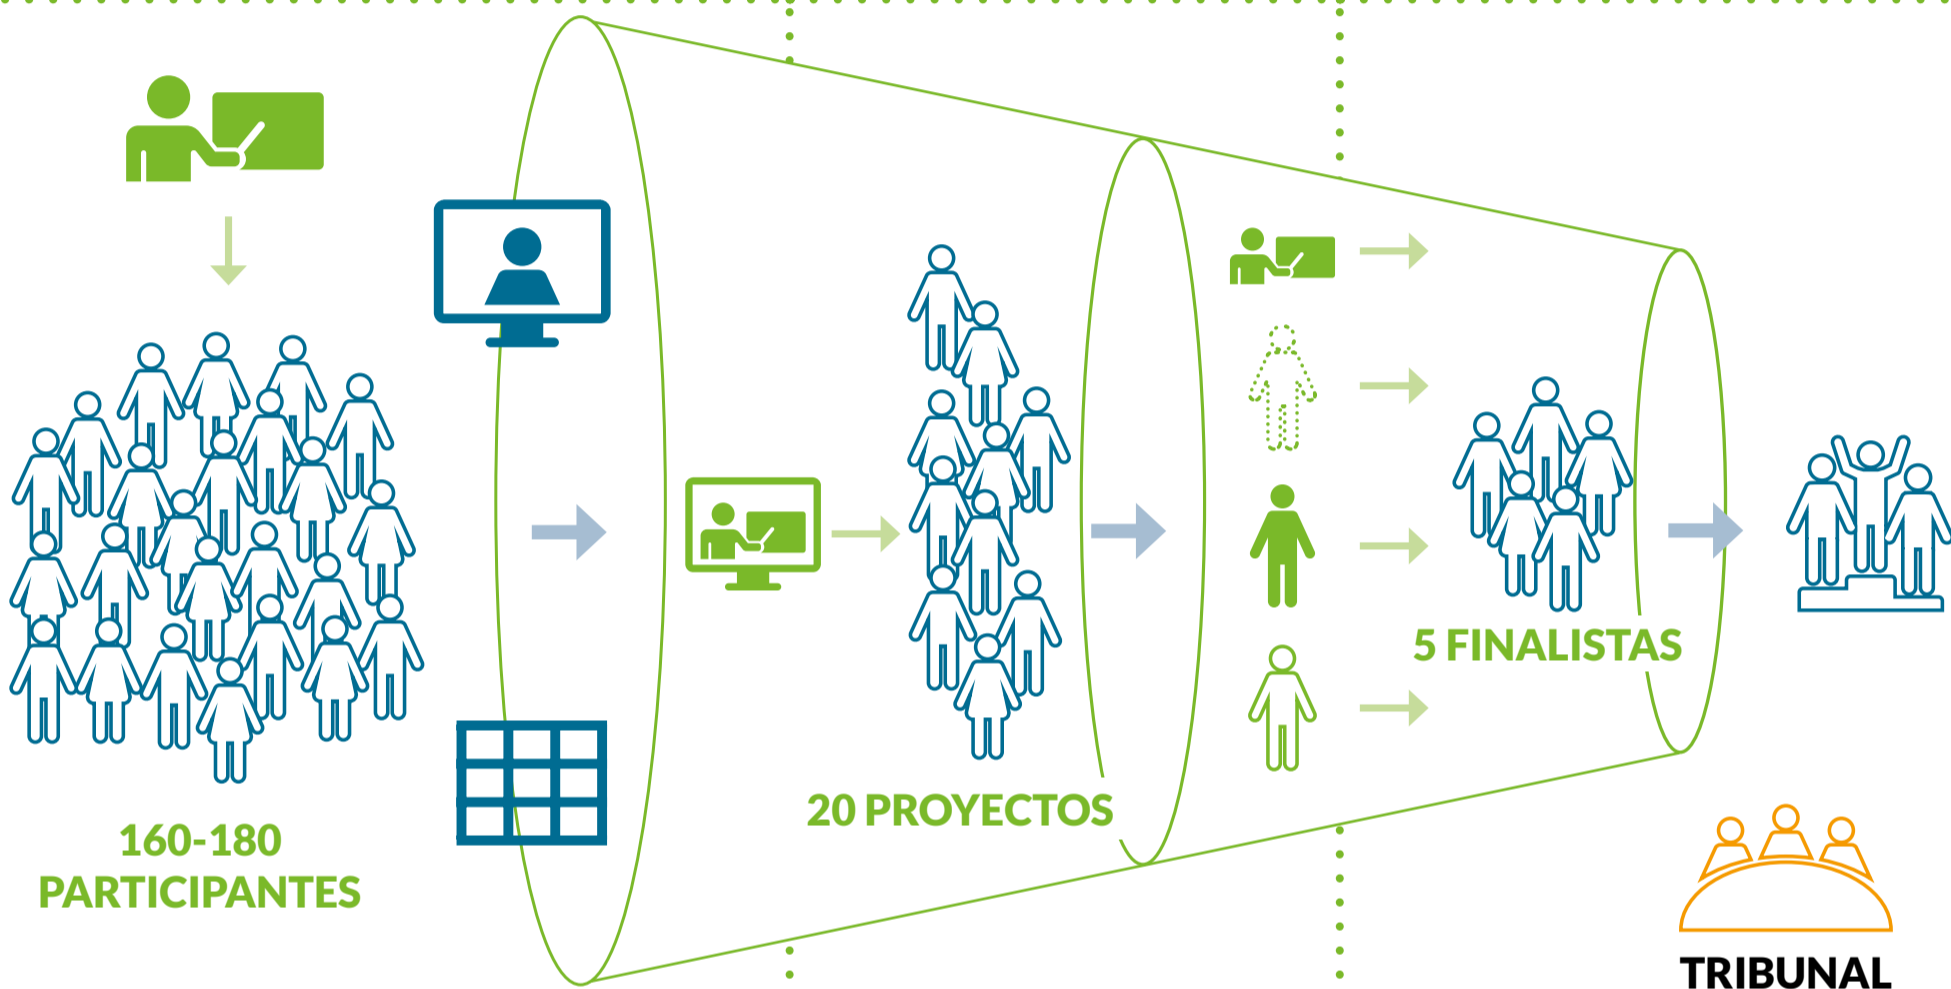 160-180
PARTICIPANTES
20 PROYECTOS
5 FINALISTAS
TRIBUNAL